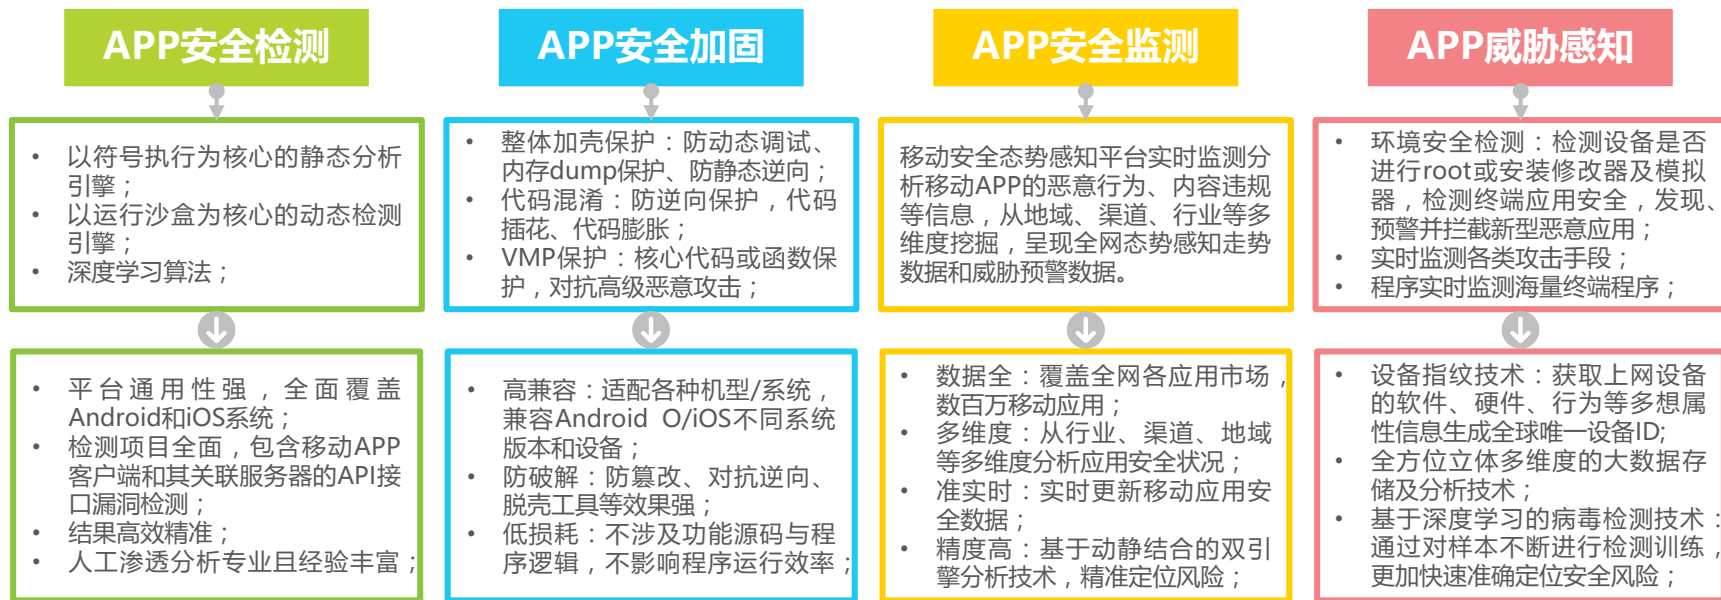 APP安全检测
• 以符号执行为核心的静态分析
引擎；
• 以运行沙盒为核心的动态检测
引擎；
• 深度学习算法；
• 平台通用性强，全面覆盖
Android和iOS系统；
• 检测项目全面，包含移动APP
客户端和其关联服务器的API接
口漏洞检测；
• 结果高效精准；
• 人工渗透分析专业且经验丰富；
APP安全加固
• 整体加壳保护：防动态调试、
内存dump保护、防静态逆向；
• 代码混淆：防逆向保护，代码
插花、代码膨胀；
• VMP保护：核心代码或函数保
护，对抗高级恶意攻击；
• 高兼容：适配各种机型/系统，
兼容Android O/iOS不同系统
版本和设备；
• 防破解：防篡改、对抗逆向、
脱壳工具等效果强；
• 低损耗：不涉及功能源码与程
序逻辑，不影响程序运行效率；
APP安全监测
移动安全态势感知平台实时监测分
析移动APP的恶意行为、内容违规
等信息，从地域、渠道、行业等多
维度挖掘，呈现全网态势感知走势
数据和威胁预警数据。
• 数据全：覆盖全网各应用市场，
数百万移动应用；
• 多维度：从行业、渠道、地域
等多维度分析应用安全状况；
• 准实时：实时更新移动应用安
全数据；
• 精度高：基于动静结合的双引
擎分析技术，精准定位风险；
APP威胁感知
• 环境安全检测：检测设备是否
进行root或安装修改器及模拟
器，检测终端应用安全，发现、
预警并拦截新型恶意应用；
• 实时监测各类攻击手段；
• 程序实时监测海量终端程序；
• 设备指纹技术：获取上网设备
的软件、硬件、行为等多想属
性信息生成全球唯一设备ID;
• 全方位立体多维度的大数据存
储及分析技术；
• 基于深度学习的病毒检测技术：
通过对样本不断进行检测训练，
更加快速准确定位安全风险；